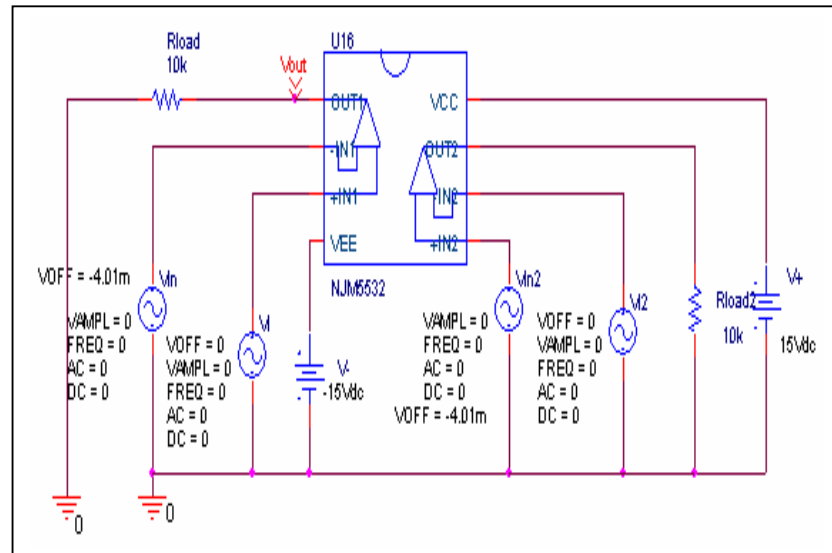 Rload
10k
Vout
U16
OUT1
-IN1
+IN1
VEE
VCC
OUT2
-IN2
+IN2
NJM5532
VOFF = -4.01m
Vin
VAMPL = 0
FREQ = 0
AC = 0
DC = 0
VI
VOFF = 0
VAMPL = 0
FREQ = 0
AC = 0
DC = 0
V-
-15Vdc
Vin2
VAMPL = 0
FREQ = 0
AC = 0
DC = 0
VOFF = -4.01m
VI2
VOFF = 0
VAMPL = 0
FREQ = 0
AC = 0
DC = 0
Rload2
10k
V+
15Vdc
0
0